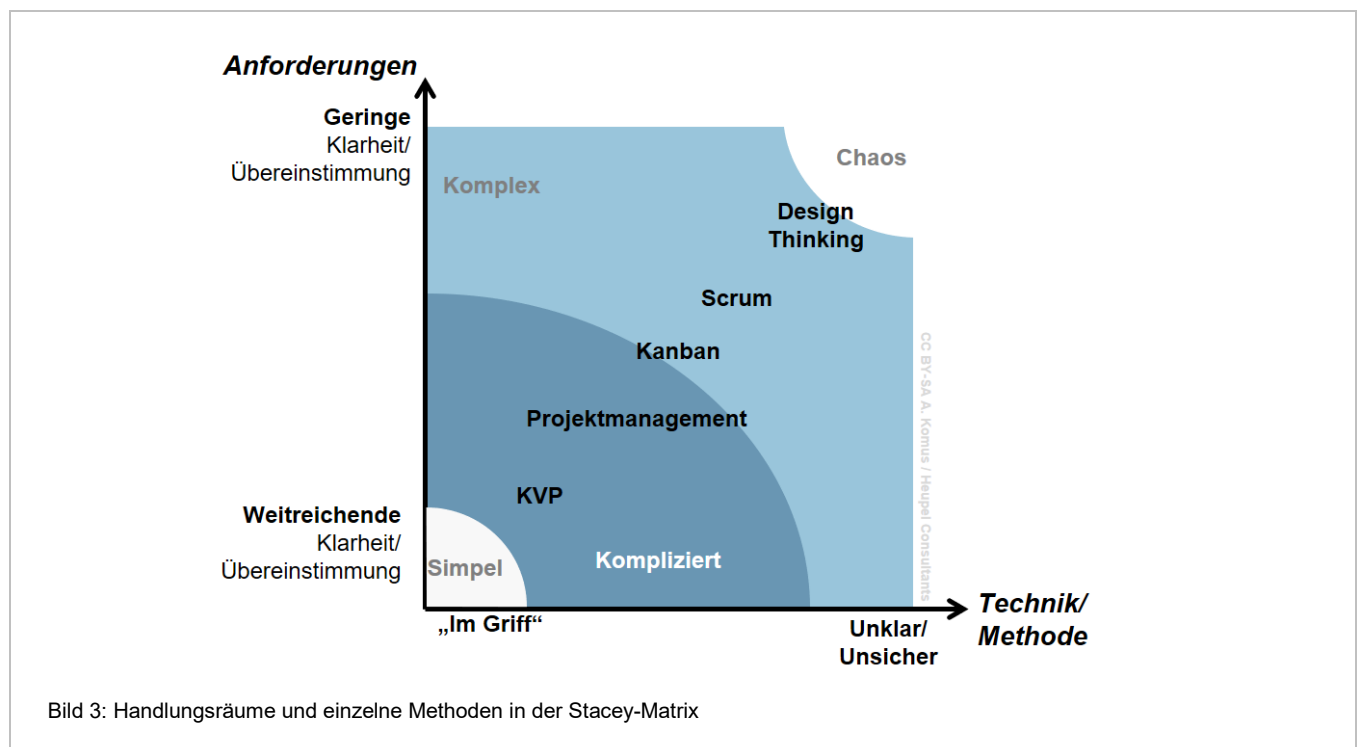 Anforderungen
Geringe
Klarheit/
Übereinstimmung
Chaos
Komplex
Design
Thinking
Scrum
Kanban
Projektmanagement
KVP
Weitreichende
Klarheit/
Übereinstimmung
Simpel
Kompliziert
CC BY-SA A. Komus / Heupel Consultants
„Im Griff“
Unklar/
Unsicher
Technik/
Methode
Bild 3: Handlungsräume und einzelne Methoden in der Stacey-Matrix